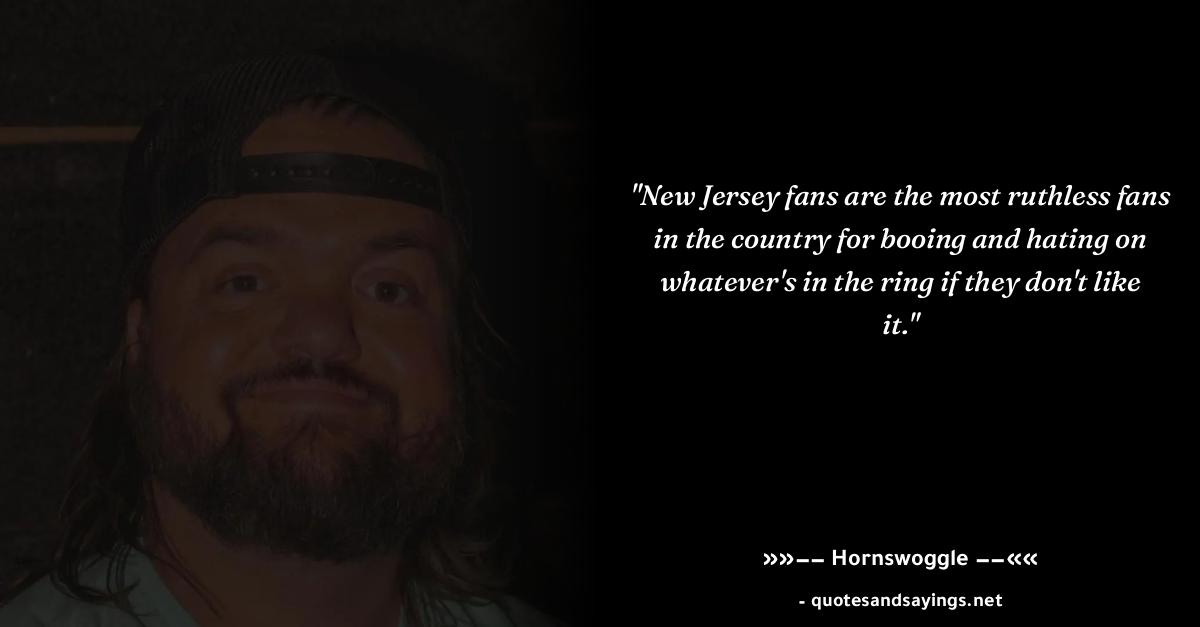 "New Jersey fans are the most ruthless fans
in the country for booing and hating on
whatever's in the ring if they don't like
it."
»»−− Hornswoggle −−««
- quotesandsayings.net